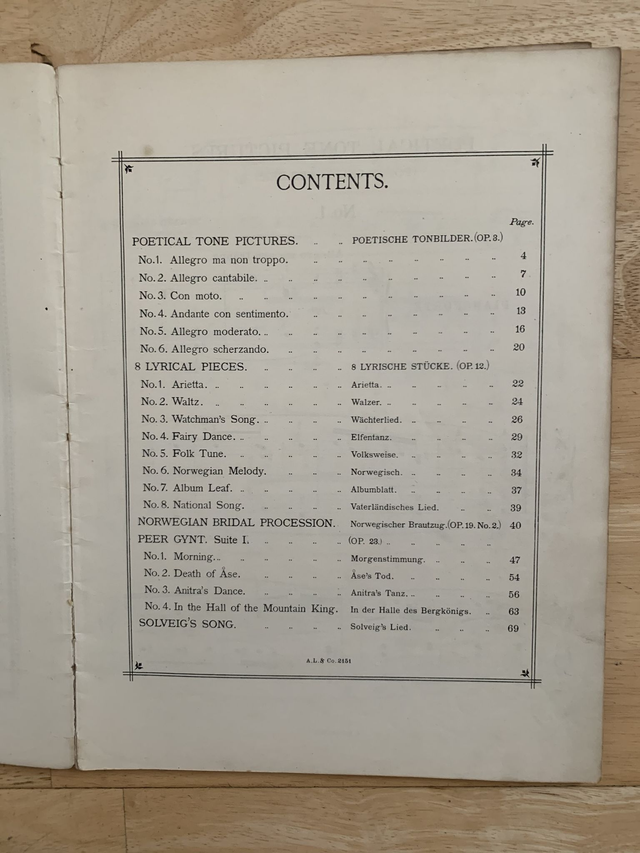 CONTENTS.
Page.
POETICAL TONE PICTURES. .. .. POETISCHE TONBILDER. (OP. 3.)
No. 1. Allegro ma non troppo. .. .. .. .. .. .. .. .. 4
No. 2. Allegro cantabile. .. .. .. .. .. .. .. .. .. 7
No. 3. Con moto. .. .. .. .. .. .. .. .. .. .. .. 10
No. 4. Andante con sentimento. .. .. .. .. .. .. .. .. 13
No. 5. Allegro moderato. .. .. .. .. .. .. .. .. .. 16
No. 6. Allegro scherzando. .. .. .. .. .. .. .. .. .. 20
8 LYRICAL PIECES. .. .. .. .. 8 LYRISCHE STÜCKE. (OP. 12.)
No. 1. Arietta. .. .. .. .. .. Arietta. .. .. .. .. 22
No. 2. Waltz. .. .. .. .. .. Walzer. .. .. .. .. 24
No. 3. Watchman's Song. .. .. .. .. Wächterlied. .. .. .. 26
No. 4. Fairy Dance. .. .. .. .. Elfentanz. .. .. .. .. 29
No. 5. Folk Tune. .. .. .. .. Volksweise. .. .. .. 32
No. 6. Norwegian Melody. .. .. .. Norwegisch. .. .. .. 34
No. 7. Album Leaf. .. .. .. .. Albumblatt. .. .. .. 37
No. 8. National Song. .. .. .. .. Vaterländisches Lied. .. .. 39
NORWEGIAN BRIDAL PROCESSION. Norwegischer Brautzug. (OP. 19. No. 2.) 40
PEER GYNT. Suite I. .. .. .. .. (OP. 23.) .. .. .. .. ..
No. 1. Morning. .. .. .. .. .. Morgenstimmung. .. .. .. 47
No. 2. Death of Åse. .. .. .. .. Åse's Tod. .. .. .. .. 54
No. 3. Anitra's Dance. .. .. .. .. Anitra's Tanz. .. .. .. 56
No. 4. In the Hall of the Mountain King. In der Halle des Bergkönigs. .. .. 63
SOLVEIG'S SONG. .. .. .. .. Solveig's Lied. .. .. .. 69
A. L. & Co. 2151